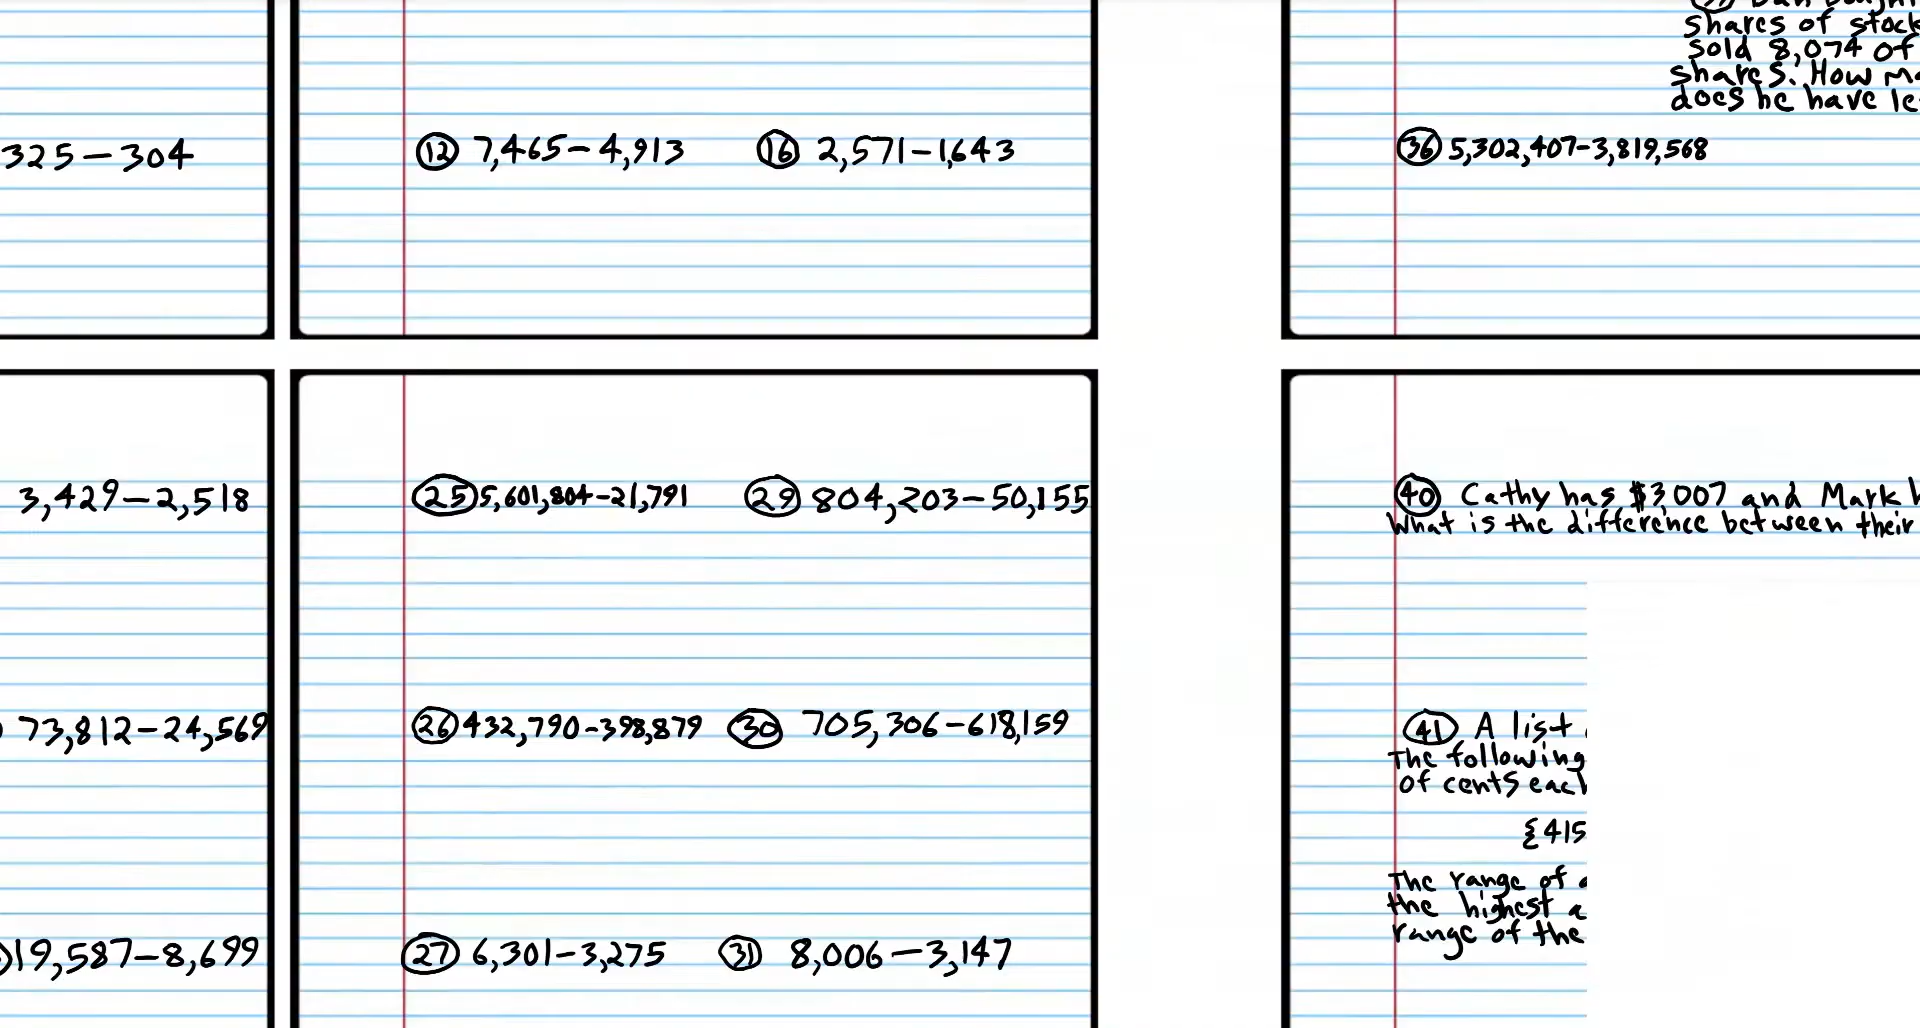 325-304
12 7,465-4,913
16 2,571-1,643
shares of stock
sold 8,074 of
shares. How
does he have
36 5,302,407-3,819,568
3,429-2,518
25 5,601,804-21,791
29 804,203-50,155
40 Cathy has $3,007 and Mark
What is the difference between their
73,812-24,569
26 432,790-398,879
30 705,306-618,159
41 A list
The following
of cents each
{415
The range of
the highest
range of the
19,587-8,699
27 6,301-3,275
31 8,006-3,147